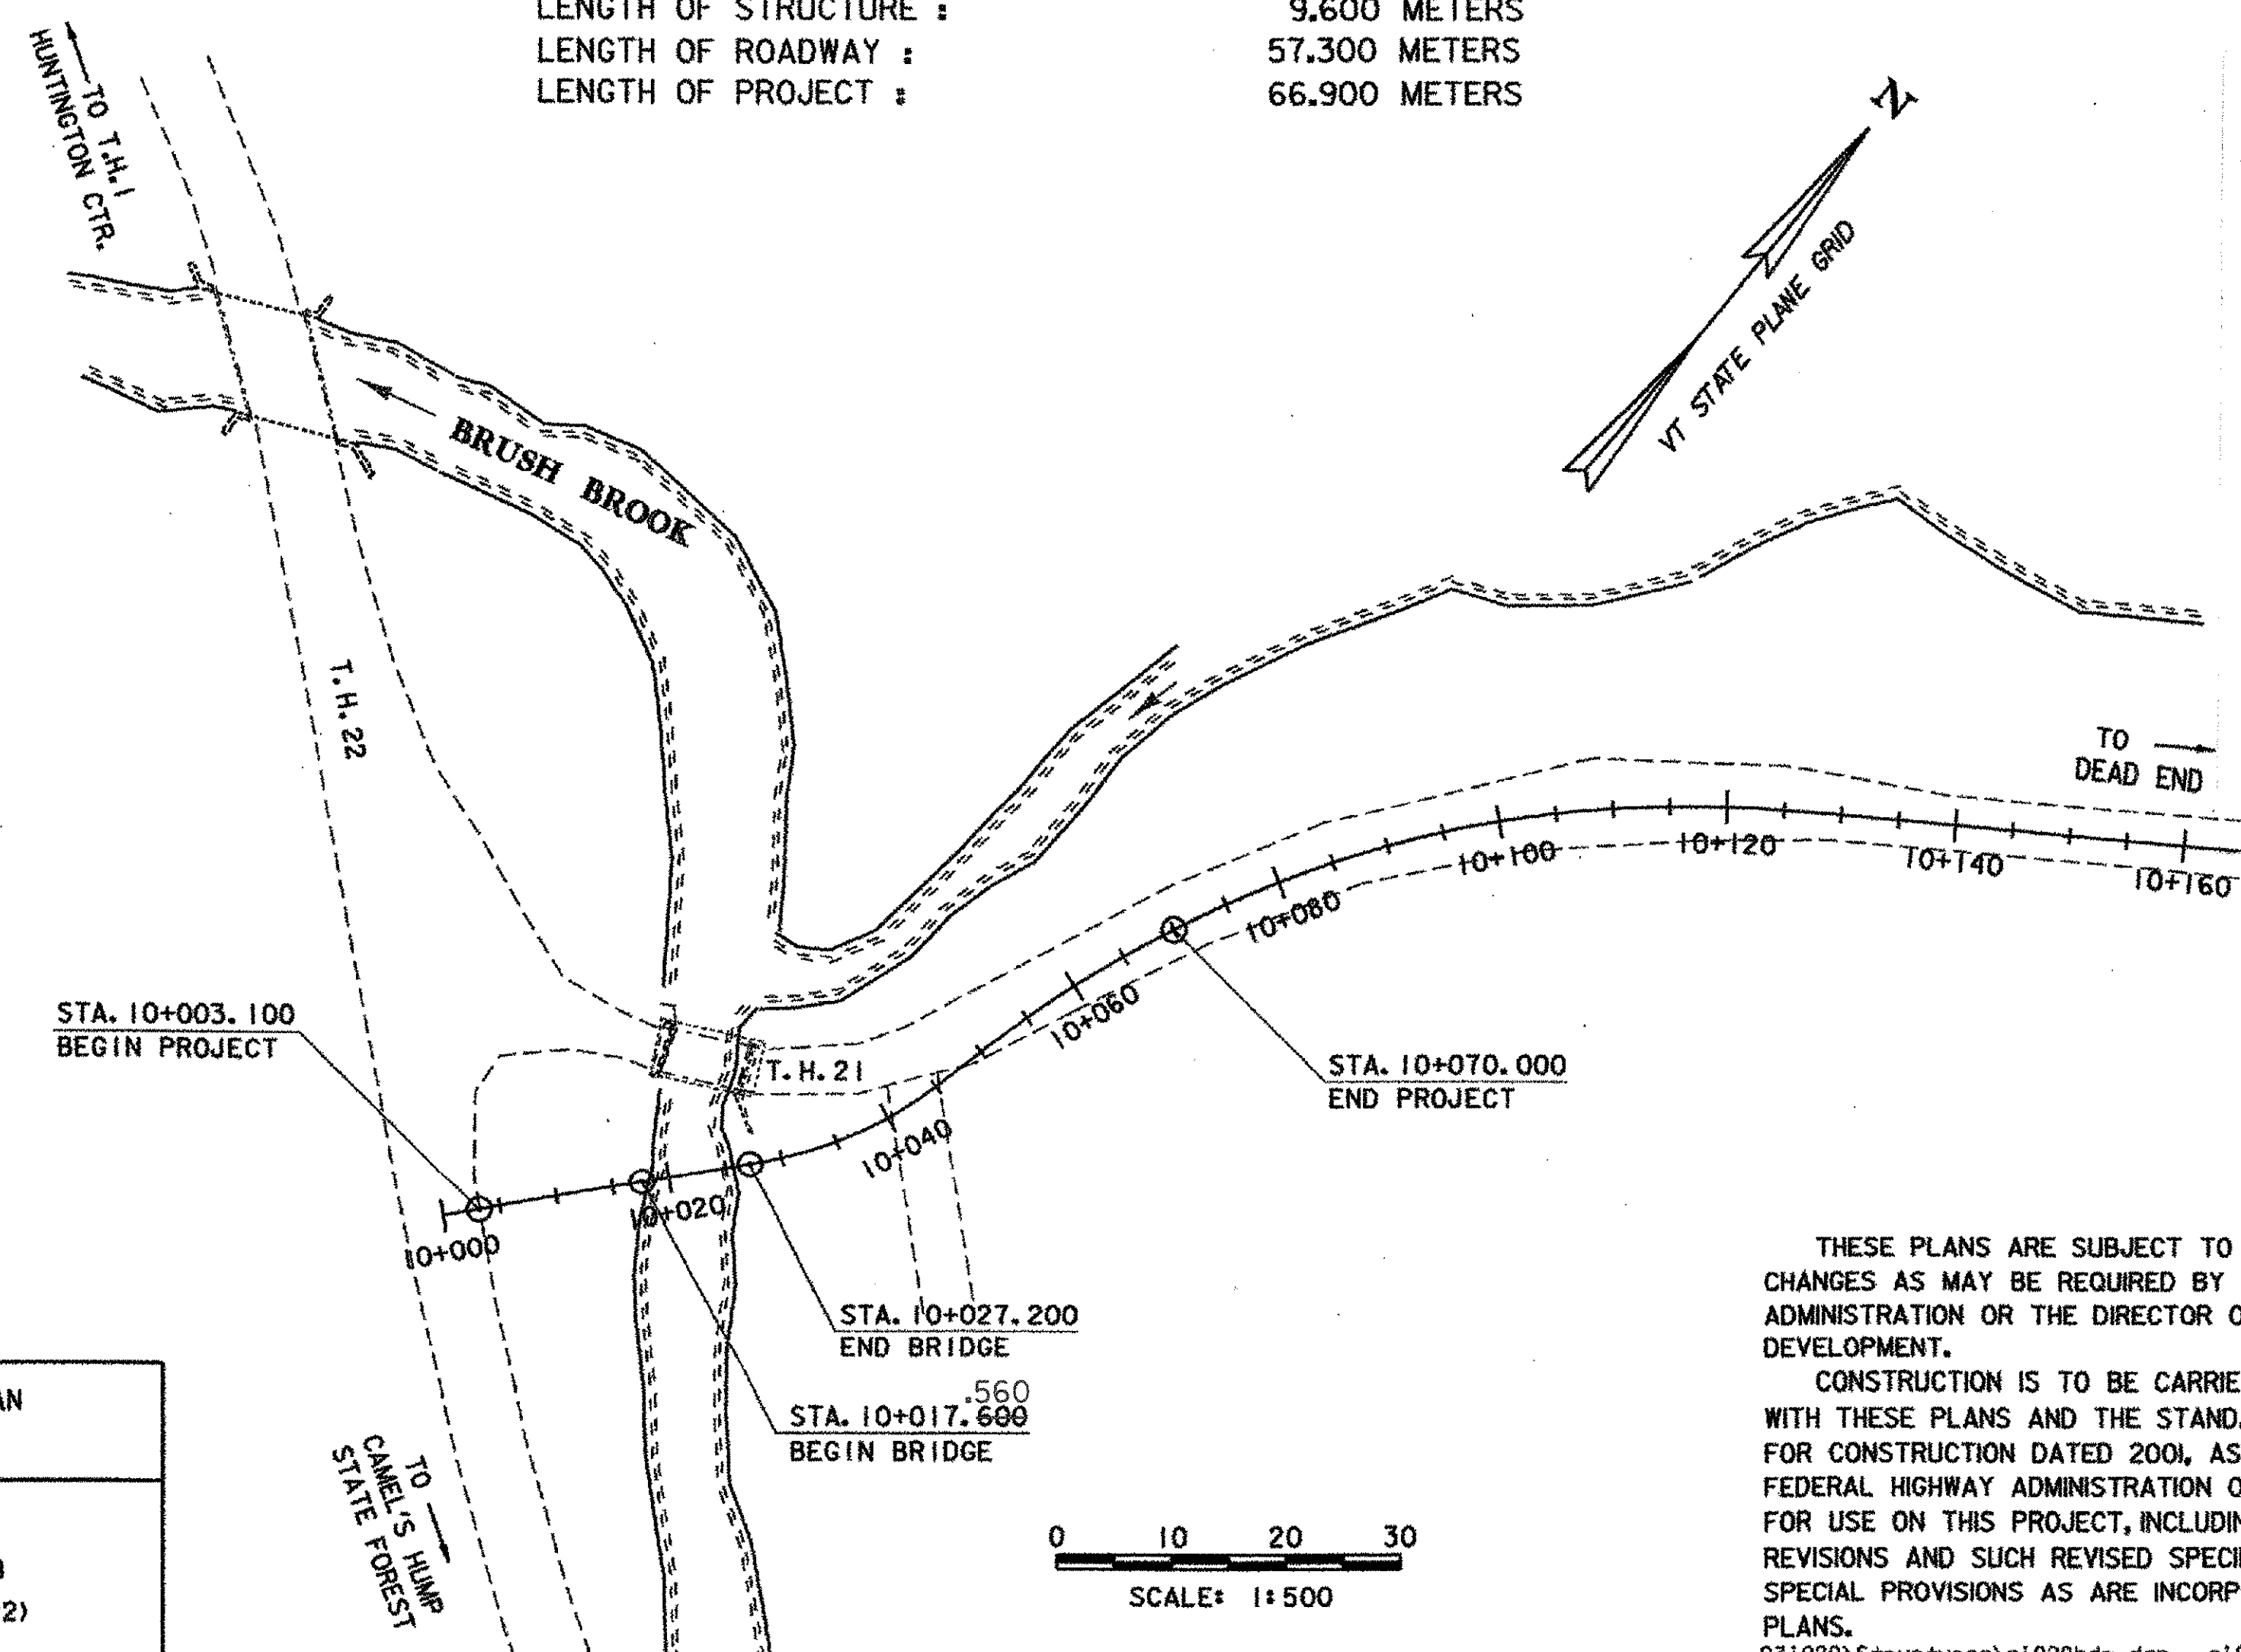 LENGTH OF STRUCTURE : 9.600 METERS
LENGTH OF ROADWAY : 57.300 METERS
LENGTH OF PROJECT : 66.900 METERS
TO T.H.1
HUNTINGTON CTR.
N
VT STATE PLANE GRID
BRUSH BROOK
T.H.22
TO
DEAD END
10+000
10+020
10+040
10+060
10+080
10+100
10+120
10+140
10+160
STA. 10+003.100
BEGIN PROJECT
T.H.21
STA. 10+070.000
END PROJECT
STA. 10+027.200
END BRIDGE
.560
STA. 10+017.600
BEGIN BRIDGE
TO
CAMEL'S HUMP
STATE FOREST
0 10 20 30
SCALE: 1:500
THESE PLANS ARE SUBJECT TO
CHANGES AS MAY BE REQUIRED BY
ADMINISTRATION OR THE DIRECTOR O
DEVELOPMENT.
CONSTRUCTION IS TO BE CARRIE
WITH THESE PLANS AND THE STAND
FOR CONSTRUCTION DATED 2001, AS
FEDERAL HIGHWAY ADMINISTRATION O
FOR USE ON THIS PROJECT, INCLUDIN
REVISIONS AND SUCH REVISED SPECI
SPECIAL PROVISIONS AS ARE INCORP
PLANS.
AN
2)